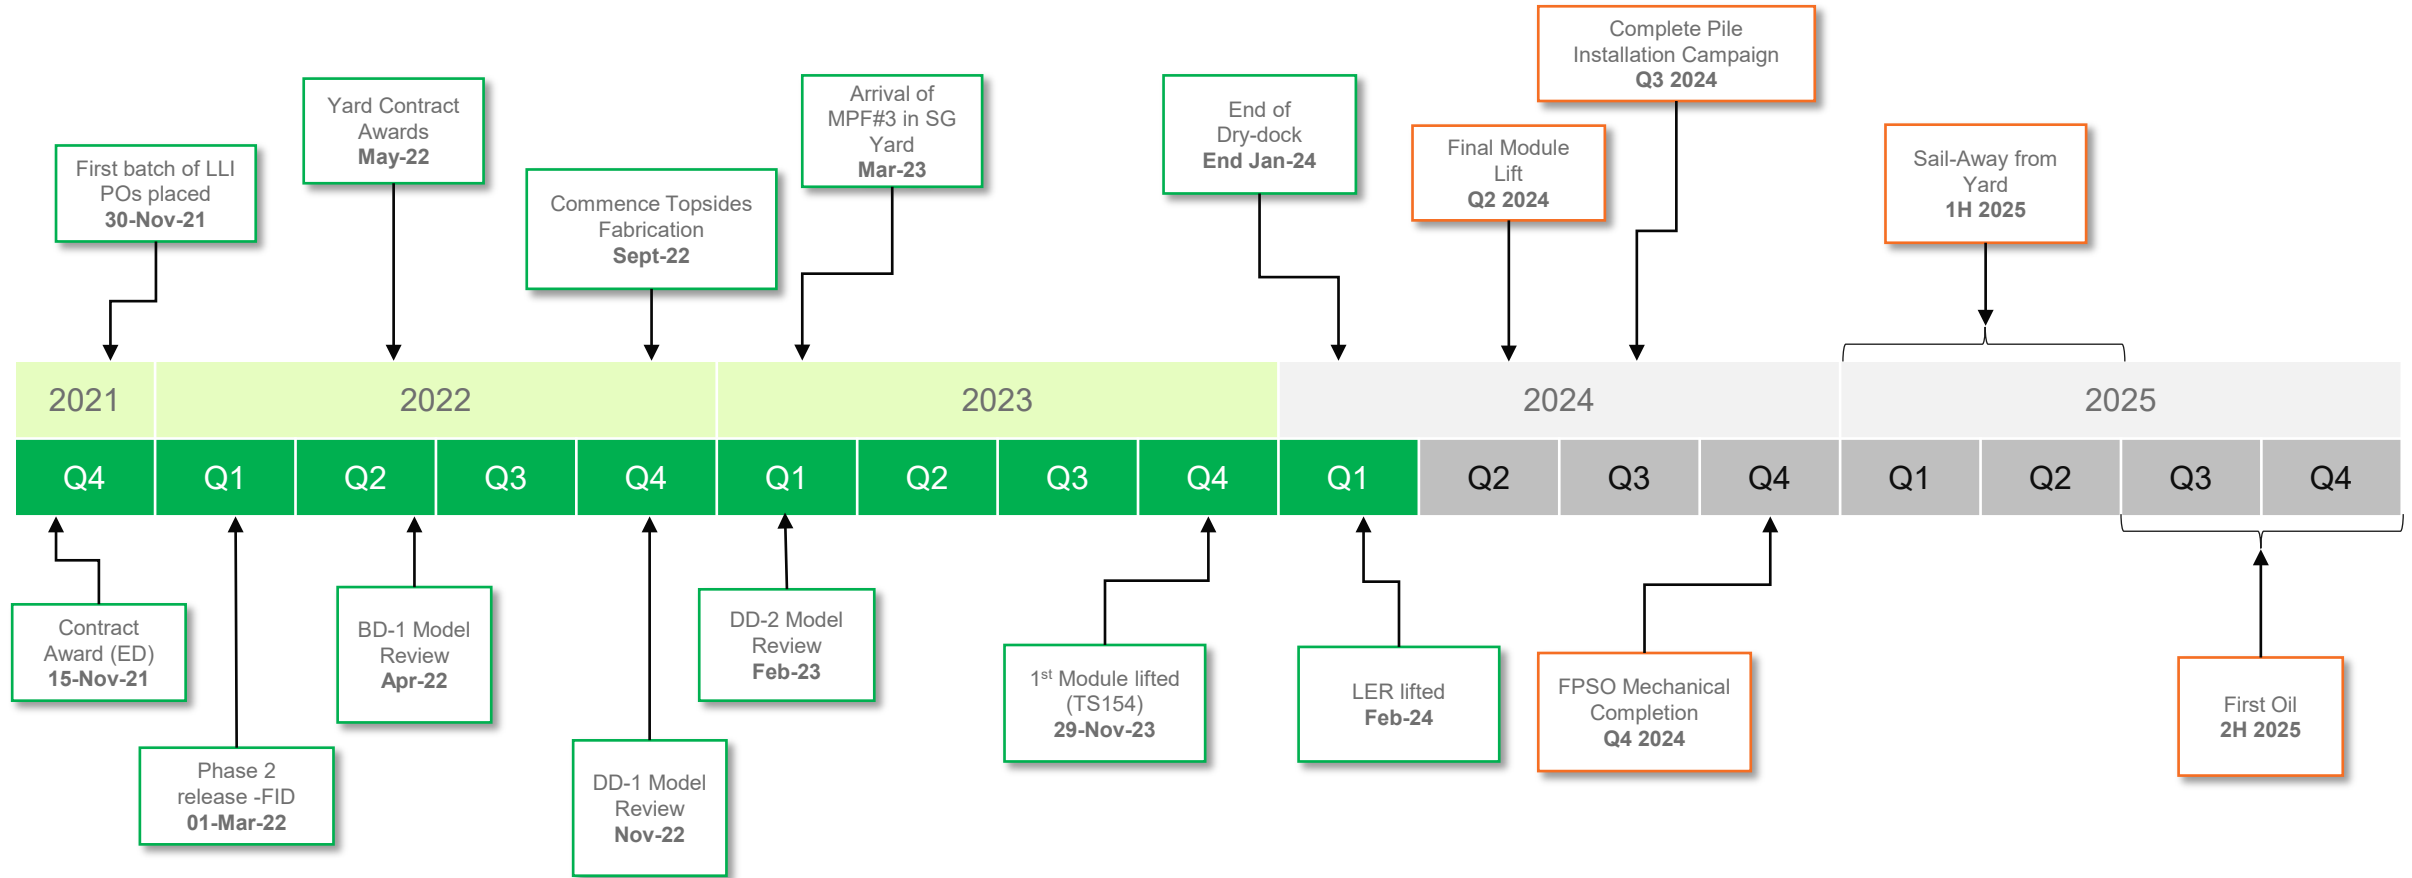 Complete Pile
Installation Campaign
Q3 2024
Yard Contract
Awards
May-22
Arrival of
MPF#3 in SG
Yard
Mar-23
End of
Dry-dock
End Jan-24
Final Module
Lift
Q2 2024
Sail-Away from
Yard
1H 2025
First batch of LLI
POs placed
30-Nov-21
Commence Topsides
Fabrication
Sept-22
2021 2022 2023 2024 2025
Q4 Q1 Q2 Q3 Q4 Q1 Q2 Q3 Q4 Q1 Q2 Q3 Q4 Q1 Q2 Q3 Q4
Contract
Award (ED)
15-Nov-21
BD-1 Model
Review
Apr-22
DD-2 Model
Review
Feb-23
1st Module lifted
(TS154)
29-Nov-23
LER lifted
Feb-24
FPSO Mechanical
Completion
Q4 2024
First Oil
2H 2025
Phase 2
release -FID
01-Mar-22
DD-1 Model
Review
Nov-22